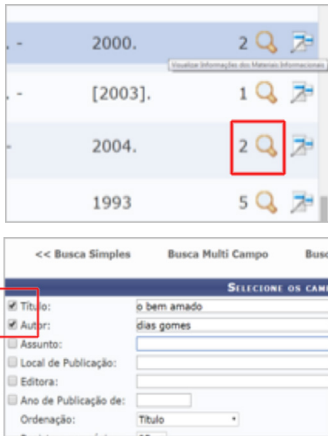 . - 2000. 2
Visualizar Informações dos Materiais Informacionais
. - [2003]. 1
- 2004. 2
1993 5
<< Busca Simples Busca Multi Campo Busc
SELECIONE OS CAM
Título: o bem amado
Autor: dias gomes
Assunto:
Local de Publicação:
Editora:
Ano de Publicação de:
Ordenação: Título